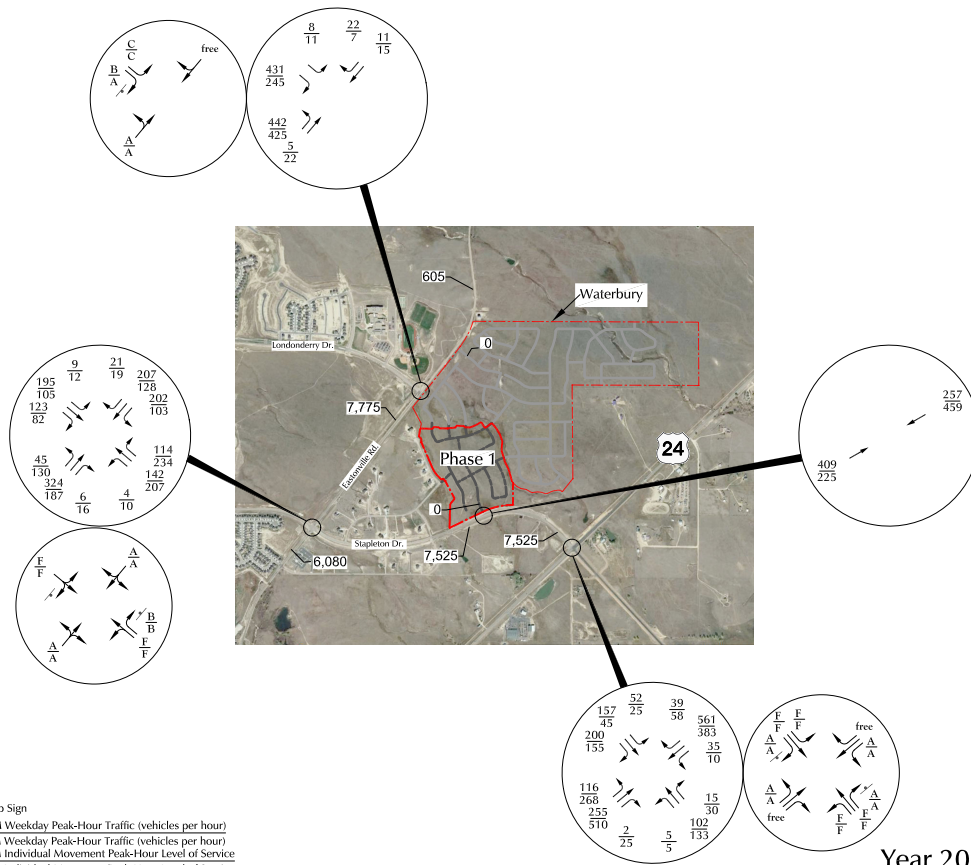 8
11
22
7
11
15
431
245
442
425
5
22
C
C
B
A
free
A
A
605
Waterbury
Londonderry Dr.
0
7,775
Eastonville Rd.
Phase 1
24
0
Stapleton Dr.
6,080
7,525
7,525
9
12
21
19
195
105
207
128
123
82
202
103
45
130
114
234
324
187
142
207
6
16
4
10
F
F
A
A
B
B
A
A
F
F
257
459
409
225
52
25
39
58
157
45
561
383
200
155
35
10
116
268
15
30
255
510
102
133
2
25
5
5
F
F
F
F
free
A
A
A
A
A
A
A
A
free
F
F
F
F
p Sign
Weekday Peak-Hour Traffic (vehicles per hour)
Weekday Peak-Hour Traffic (vehicles per hour)
Individual Movement Peak-Hour Level of Service
Year 20